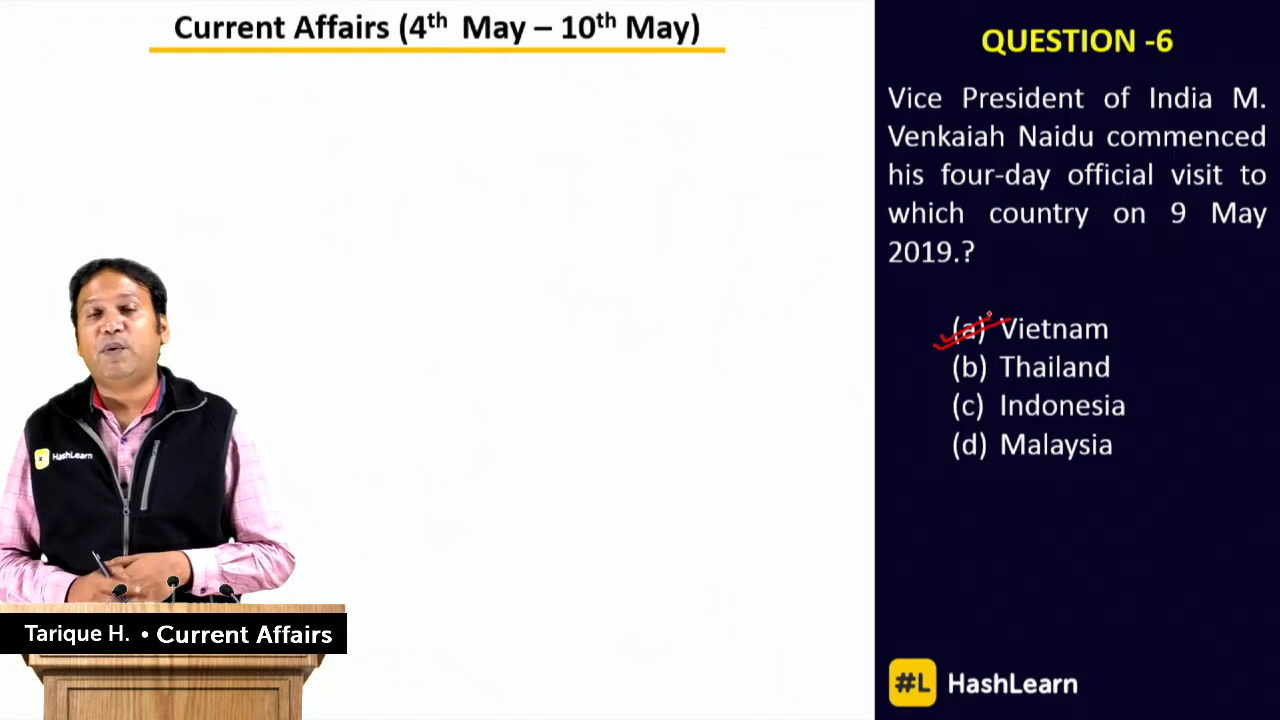 Current Affairs (4th May – 10th May)
QUESTION -6
Vice President of India M.
Venkaiah Naidu commenced
his four-day official visit to
which country on 9 May
2019.?
(a) Vietnam
(b) Thailand
(c) Indonesia
(d) Malaysia
HashLearn
Tarique H. • Current Affairs
#L HashLearn